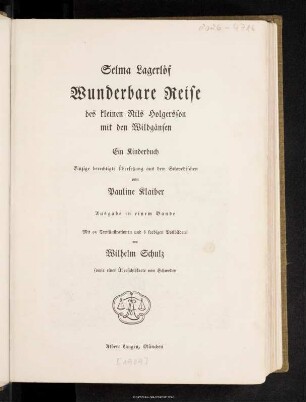 Selma Lagerlöf
Wunderbare Reise
des kleinen Nils Holgersson
mit den Wildgänsen
Ein Kinderbuch
Einzige berechtigte Übersetzung aus dem Schwedischen
von
Pauline Klaiber
Ausgabe in einem Bande
Mit Textillustrationen und 8 farbigen Vollbildern
von
Wilhelm Schulz
sowie einer Übersichtskarte von Schweden
Albert Langen, München